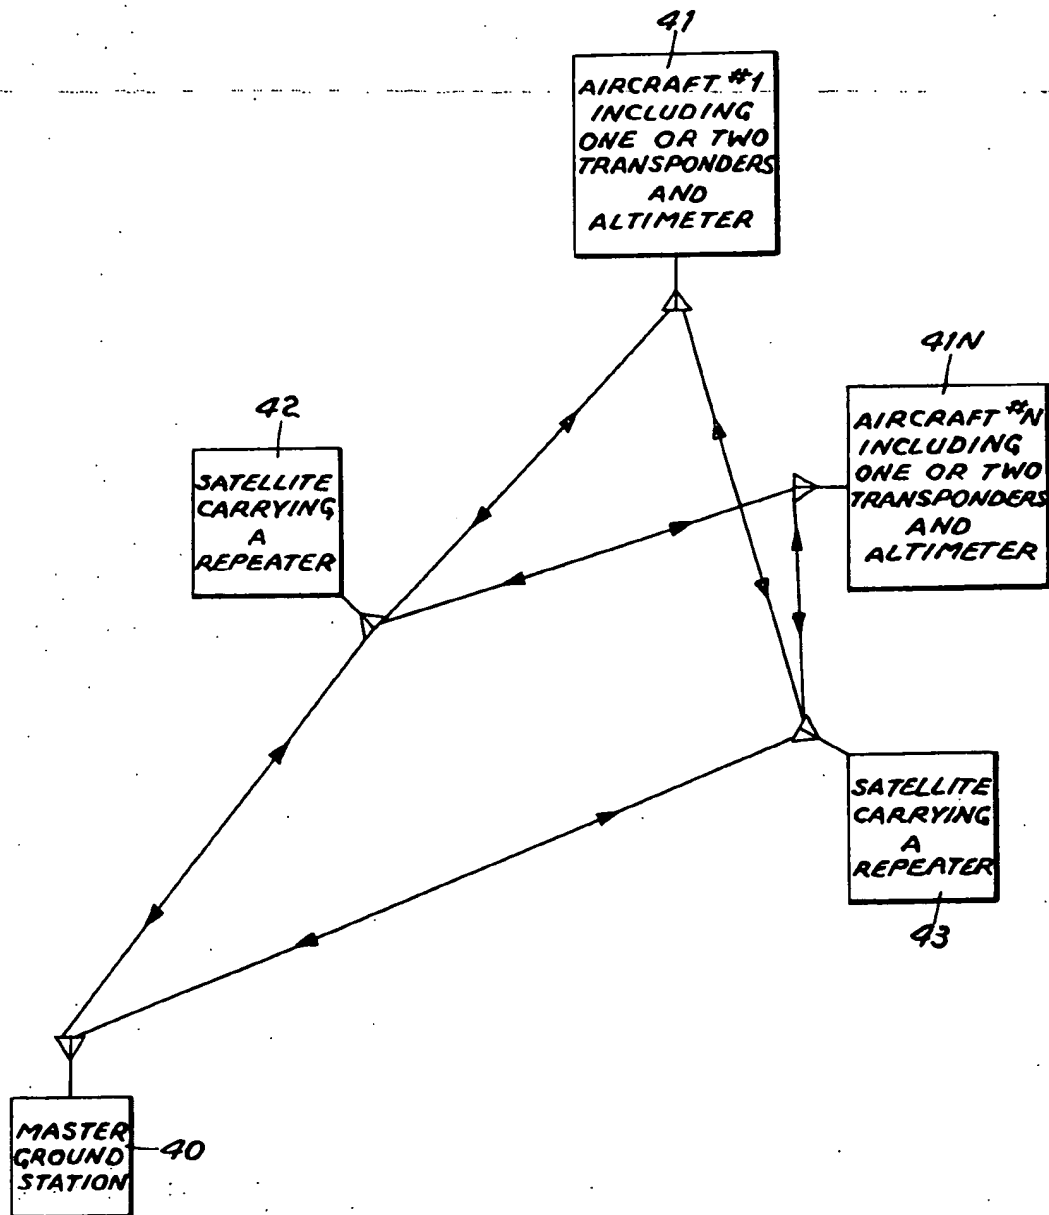 41
AIRCRAFT #1
INCLUDING
ONE OR TWO
TRANSPONDERS
AND
ALTIMETER
41N
AIRCRAFT #N
INCLUDING
ONE OR TWO
TRANSPONDERS
AND
ALTIMETER
42
SATELLITE
CARRYING
A
REPEATER
SATELLITE
CARRYING
A
REPEATER
43
MASTER
GROUND
STATION
40